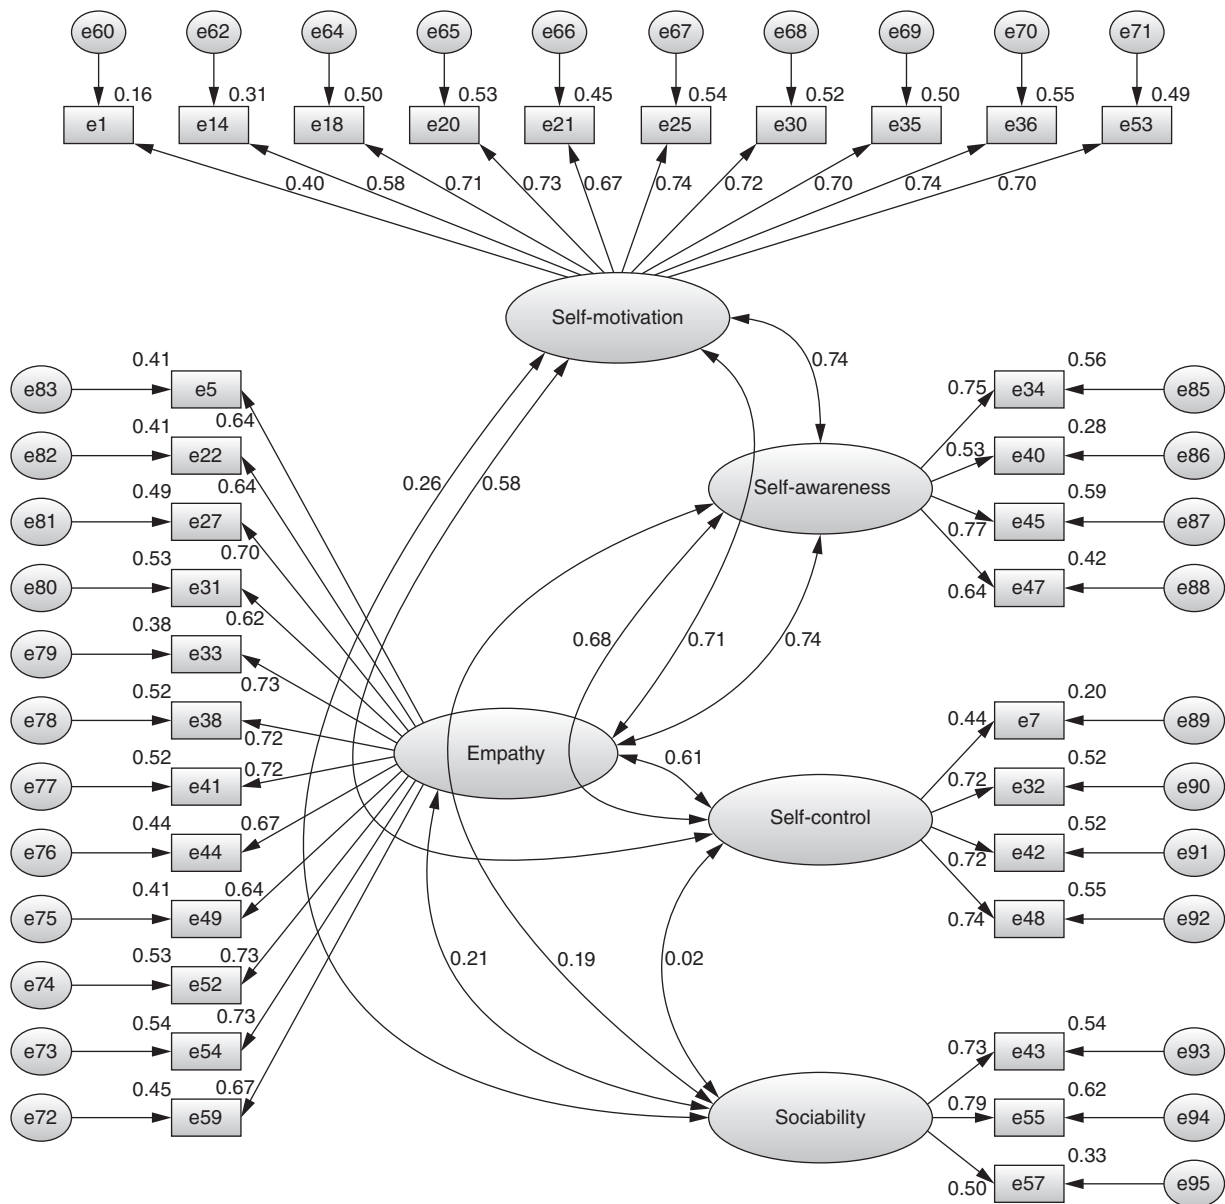 e60 e62 e64 e65 e66 e67 e68 e69 e70 e71
0.16 0.31 0.50 0.53 0.45 0.54 0.52 0.50 0.55 0.49
e1 e14 e18 e20 e21 e25 e30 e35 e36 e53
0.40 0.58 0.71 0.73 0.67 0.74 0.72 0.70 0.74 0.70
Self-motivation
0.74
0.41
e83 e5
0.64
0.41
e82 e22
0.64
0.49
e81 e27
0.70
0.53
e80 e31
0.62
0.38
e79 e33
0.73
0.52
e78 e38
0.72
0.52
e77 e41
0.72
0.44
e76 e44
0.67
0.41
e75 e49
0.64
0.53
e74 e52
0.73
0.54
e73 e54
0.73
0.45
e72 e59
0.67
0.26 0.58
Self-awareness
0.56
0.75 e34 e85
0.28
0.53 e40 e86
0.59
0.77 e45 e87
0.42
0.64 e47 e88
0.68 0.71 0.74
Empathy
0.61
Self-control
0.20
0.44 e7 e89
0.52
0.72 e32 e90
0.52
0.72 e42 e91
0.55
0.74 e48 e92
0.21 0.19 0.02
Sociability
0.54
0.73 e43 e93
0.62
0.79 e55 e94
0.33
0.50 e57 e95